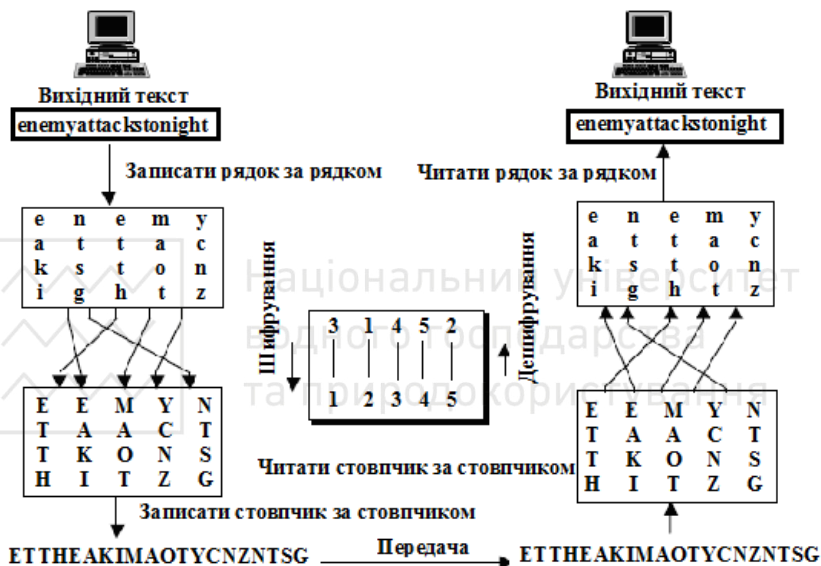 Вихідний текст
enemyattackstonight
Записати рядок за рядком
e n e m y
a t t a c
k s t o n
i g h t z
E E M Y N
T A A C T
T K O N S
H I T Z G
Записати стовпчик за стовпчиком
ETTHEAKIMAOTYCNZNTSG
Передача
Шифрування
3 1 4 5 2
1 2 3 4 5
Дешифрування
Вихідний текст
enemyattackstonight
Читати рядок за рядком
e n e m y
a t t a c
k s t o n
i g h t z
E E M Y N
T A A C T
T K O N S
H I T Z G
Читати стовпчик за стовпчиком
ETTHEAKIMAOTYCNZNTSG
Національний університет
водного господарства
та природокористування